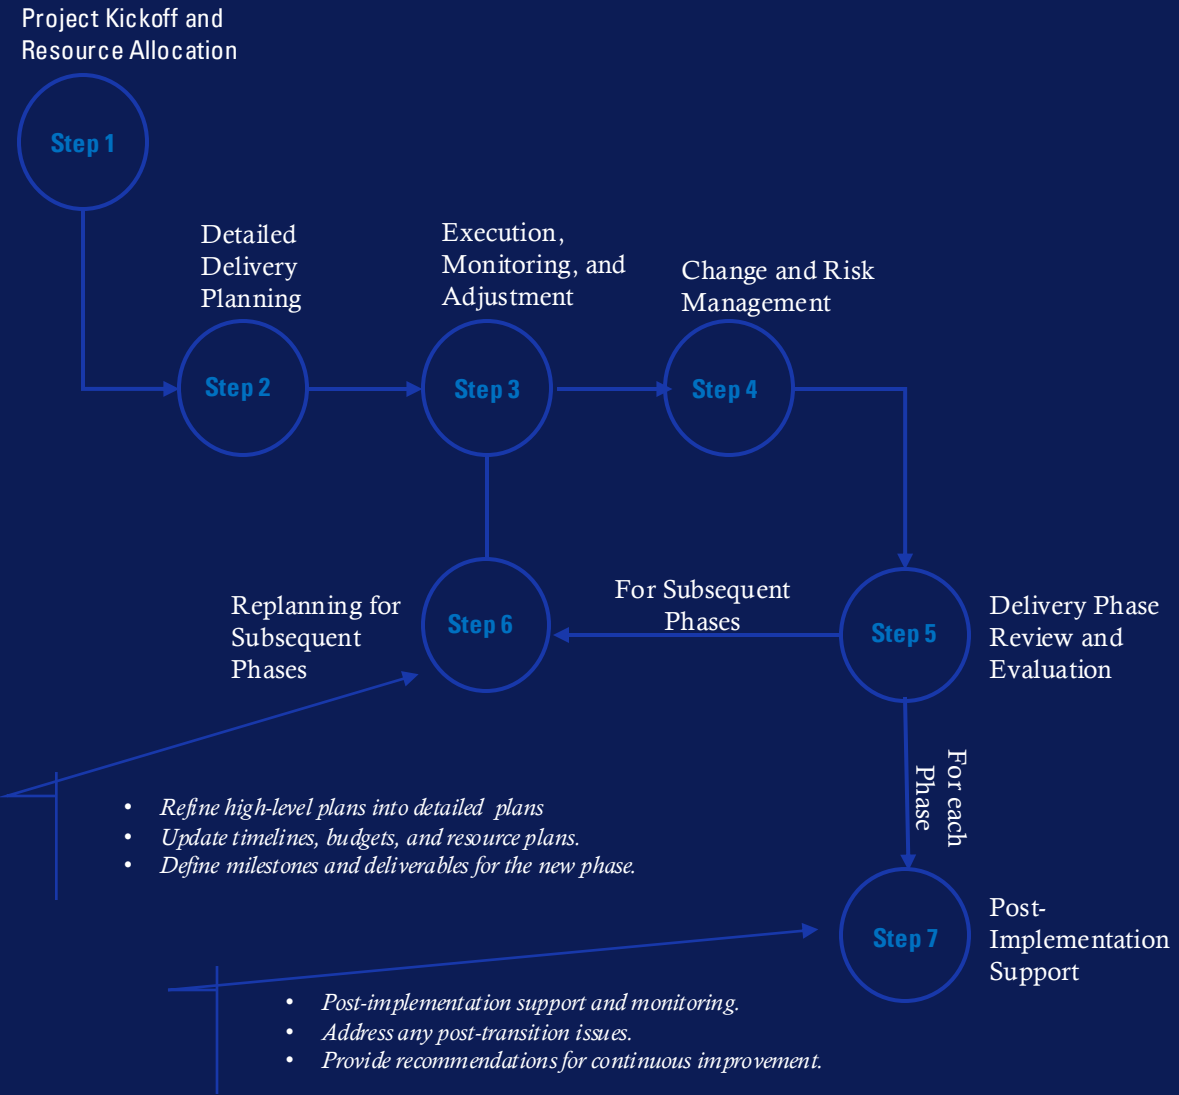 Project Kickoff and
Resource Allocation
Step 1
Detailed
Delivery
Planning
Step 2
Execution,
Monitoring, and
Adjustment
Step 3
Change and Risk
Management
Step 4
Replanning for
Subsequent
Phases
Step 6
For Subsequent
Phases
Step 5
Delivery Phase
Review and
Evaluation
For each
Phase
• Refine high-level plans into detailed plans
• Update timelines, budgets, and resource plans.
• Define milestones and deliverables for the new phase.
Step 7
Post-
Implementation
Support
• Post-implementation support and monitoring.
• Address any post-transition issues.
• Provide recommendations for continuous improvement.